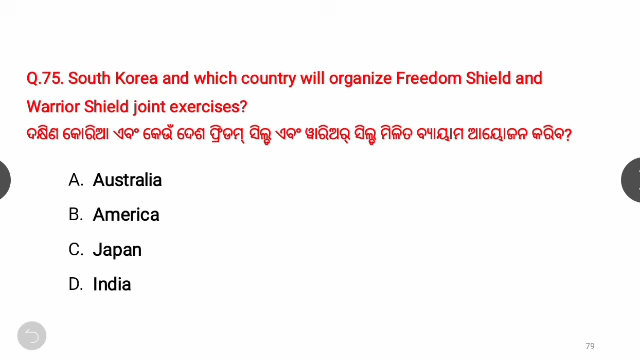 Q.75. South Korea and which country will organize Freedom Shield and
Warrior Shield joint exercises?
ଦକ୍ଷିଣ କୋରିଆ ଏବଂ କେଉଁ ଦେଶ ଫ୍ରିଡମ୍ ସିଲ୍ଡ ଏବଂ ୱାରିଅର୍ ସିଲ୍ଡ ମିଳିତ ବ୍ୟାୟାମ ଆୟୋଜନ କରିବ?
A. Australia
B. America
C. Japan
D. India
79